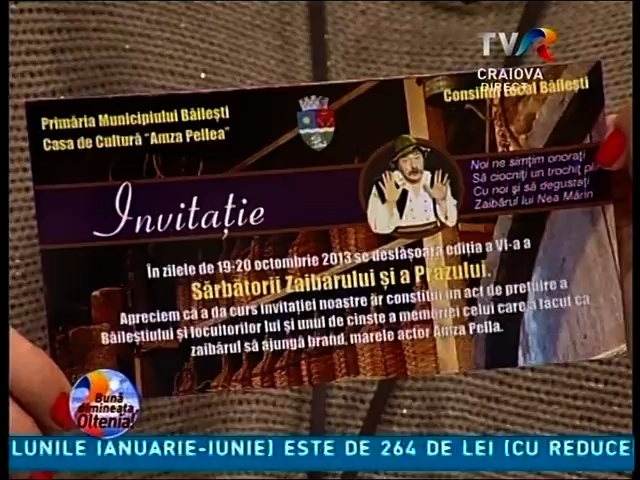 TVR
CRAIOVA
DIRECT
Primăria Municipiului Băilești
Casa de Cultură "Amza Pellea"
Consiliul Local Băilești
Noi ne simțim onorați
Să ciocniți un trochiț pl
Cu noi și să degustați
Zaibărul lui Nea Mărin
Invitație
În zilele de 19-20 octombrie 2013 se desfășoară ediția a VI-a a
Sărbătorii Zaibărului și a Prazului.
Apreciem că a da curs invitației noastre ar constitui un act de prețuire a
Băileștiului și locuitorilor lui și unul de cinste a memoriei celui care a făcut ca
zaibărul să ajungă brand, marele actor Amza Pella.
Bună
dimineața
Oltenia!
LUNILE IANUARIE-IUNIE) ESTE DE 264 DE LEI (CU REDUCE